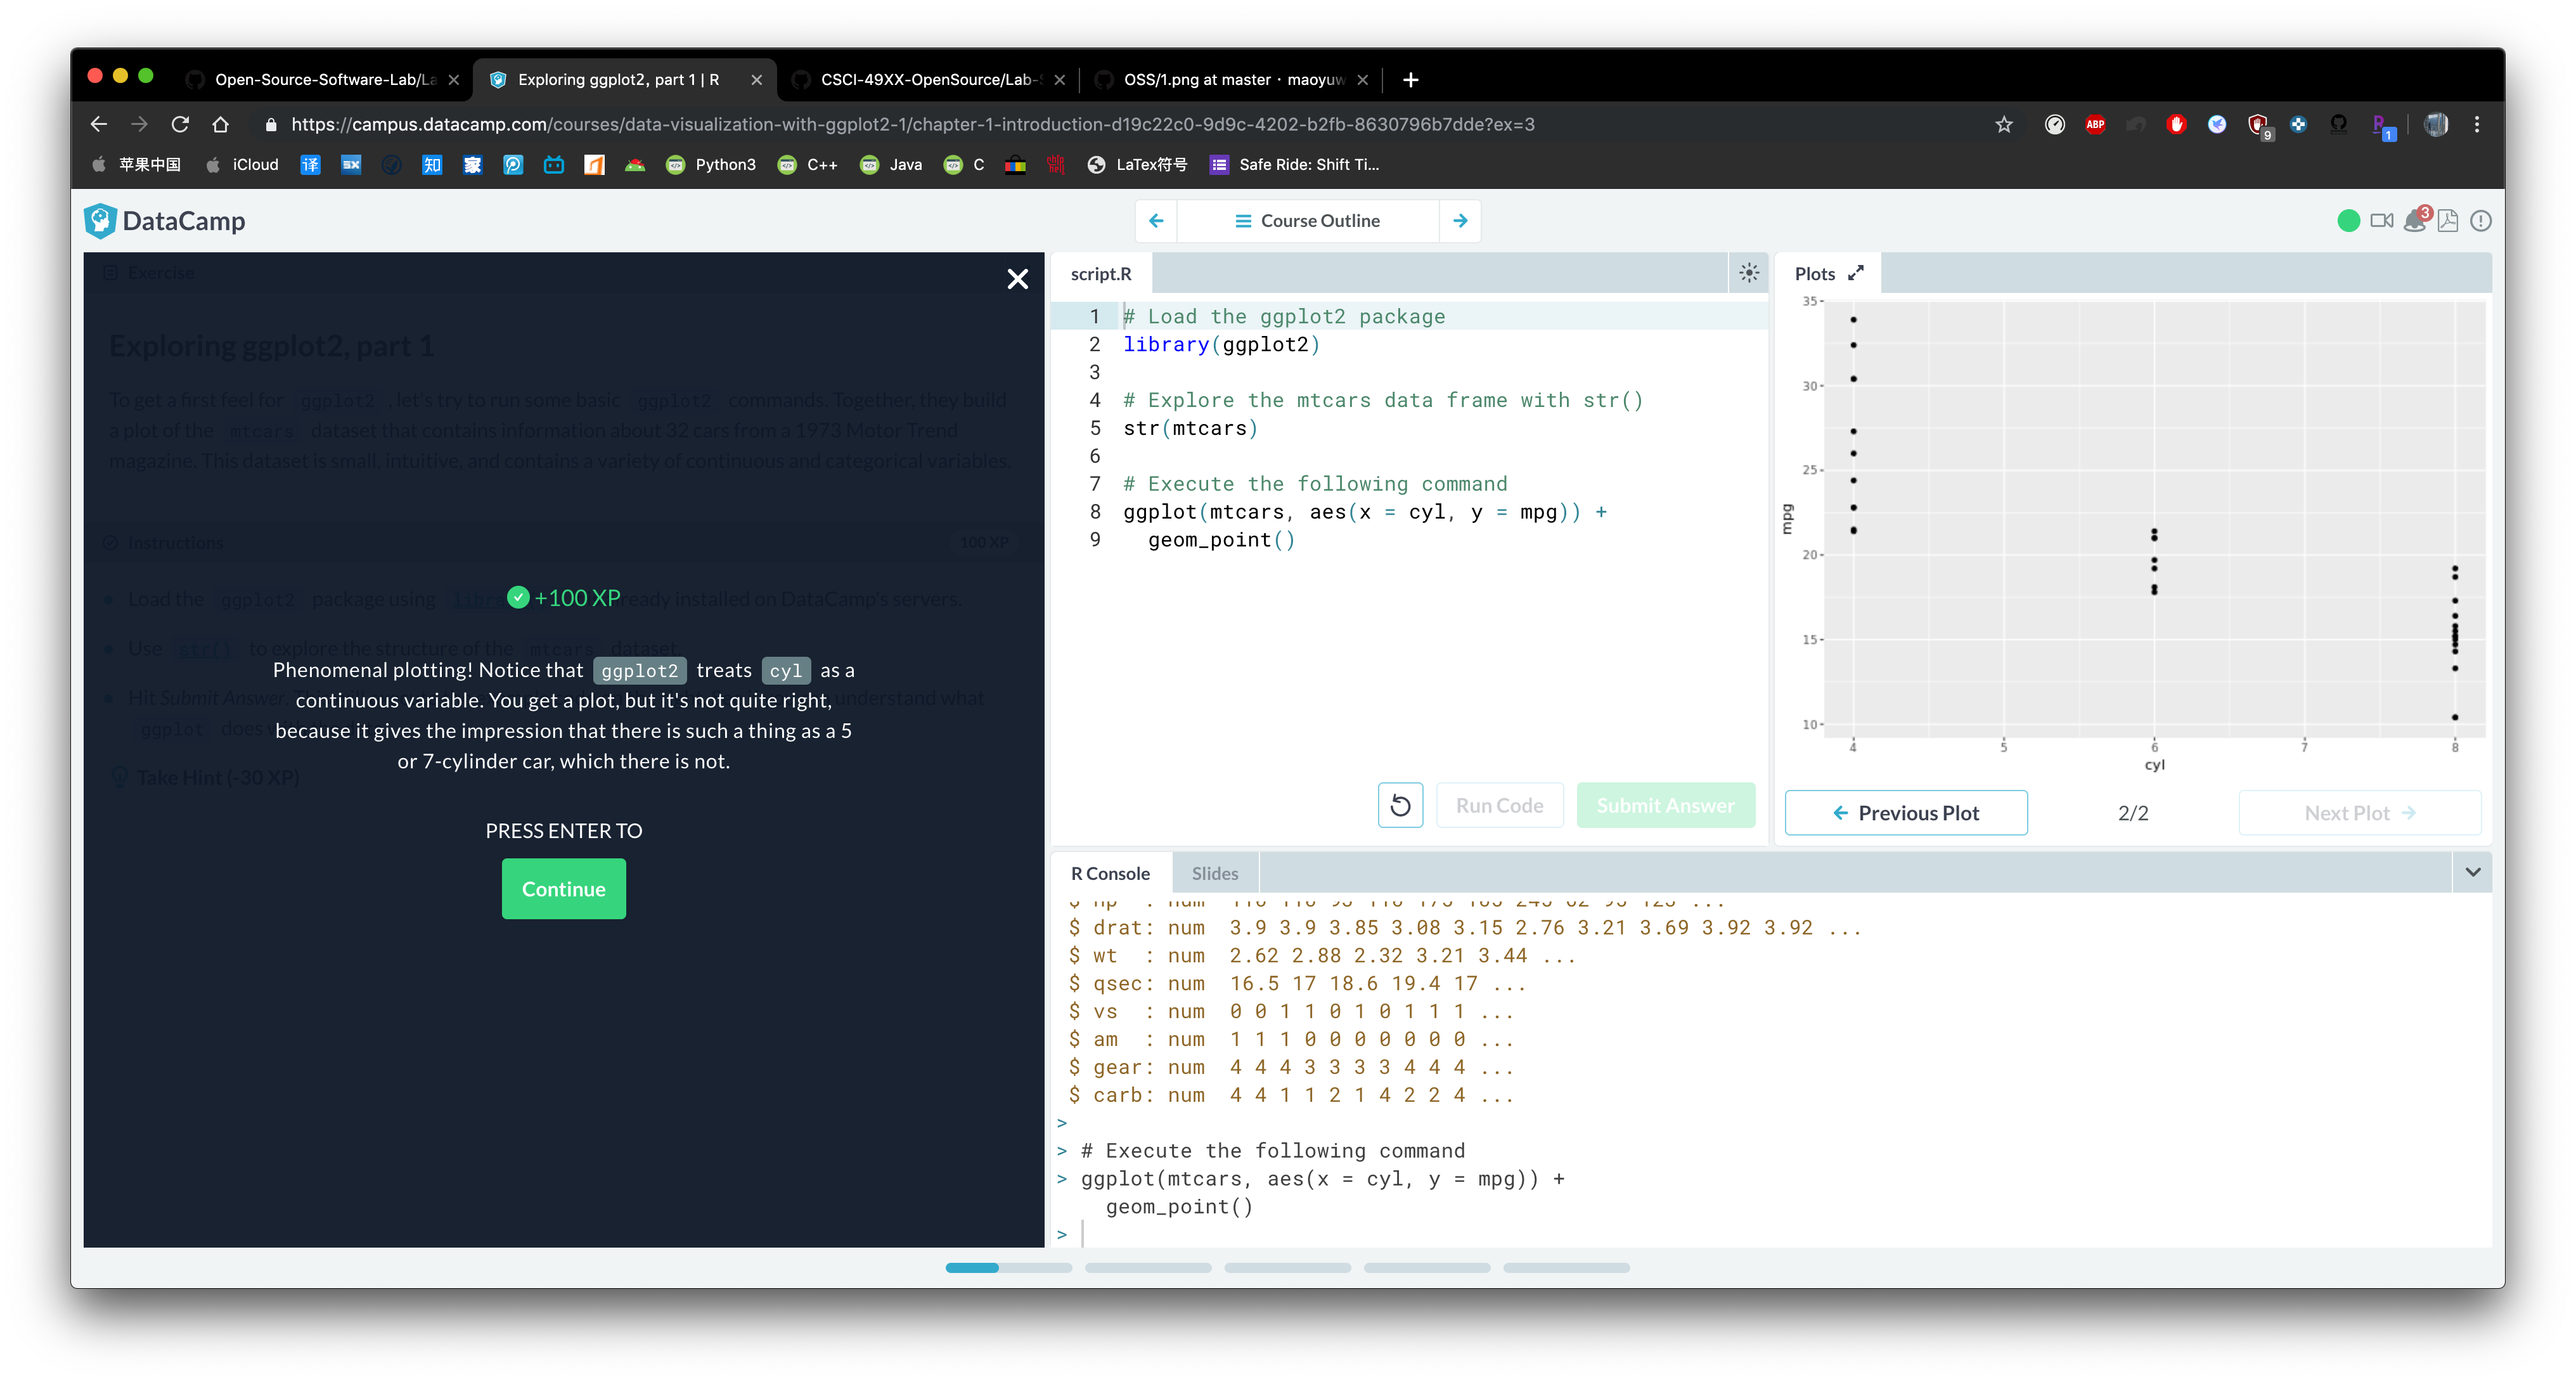 Open-Source-Software-Lab/La
Exploring ggplot2, part 1 | R
CSCI-49XX-OpenSource/Lab-
OSS/1.png at master · maoyuw
https://campus.datacamp.com/courses/data-visualization-with-ggplot2-1/chapter-1-introduction-d19c22c0-9d9c-4202-b2fb-8630796b7dde?ex=3
ABP
9
1
苹果中国
iCloud
译
知
家
Python3
C++
Java
C
LaTex符号
Safe Ride: Shift Ti...
DataCamp
Course Outline
3
Exercise
Exploring ggplot2, part 1
To get a first feel for ggplot2 , let's try to run some basic ggplot2 commands. Together, they build
a plot of the mtcars dataset that contains information about 32 cars from a 1973 Motor Trend
magazine. This dataset is small, intuitive, and contains a variety of continuous and categorical variables.
Instructions
100 XP
Load the ggplot2 package using already installed on DataCamp's servers.
Use str() to explore the structure of the mtcars dataset.
Hit Submit Answer. understand what
ggplot does
Take Hint (-30 XP)
+100 XP
Phenomenal plotting! Notice that ggplot2 treats cyl as a
continuous variable. You get a plot, but it's not quite right,
because it gives the impression that there is such a thing as a 5
or 7-cylinder car, which there is not.
PRESS ENTER TO
Continue
script.R
1 # Load the ggplot2 package
2 library(ggplot2)
3
4 # Explore the mtcars data frame with str()
5 str(mtcars)
6
7 # Execute the following command
8 ggplot(mtcars, aes(x = cyl, y = mpg)) +
9 geom_point()
Run Code
Submit Answer
Plots
35
30
25
20
15
10
mpg
4 5 6 7 8
cyl
Previous Plot
2/2
Next Plot
R Console
Slides
$ drat: num 3.9 3.9 3.85 3.08 3.15 2.76 3.21 3.69 3.92 3.92 ...
$ wt : num 2.62 2.88 2.32 3.21 3.44 ...
$ qsec: num 16.5 17 18.6 19.4 17 ...
$ vs : num 0 0 1 1 0 1 0 1 1 1 ...
$ am : num 1 1 1 0 0 0 0 0 0 0 ...
$ gear: num 4 4 4 3 3 3 3 4 4 4 ...
$ carb: num 4 4 1 1 2 1 4 2 2 4 ...
>
> # Execute the following command
> ggplot(mtcars, aes(x = cyl, y = mpg)) +
geom_point()
>